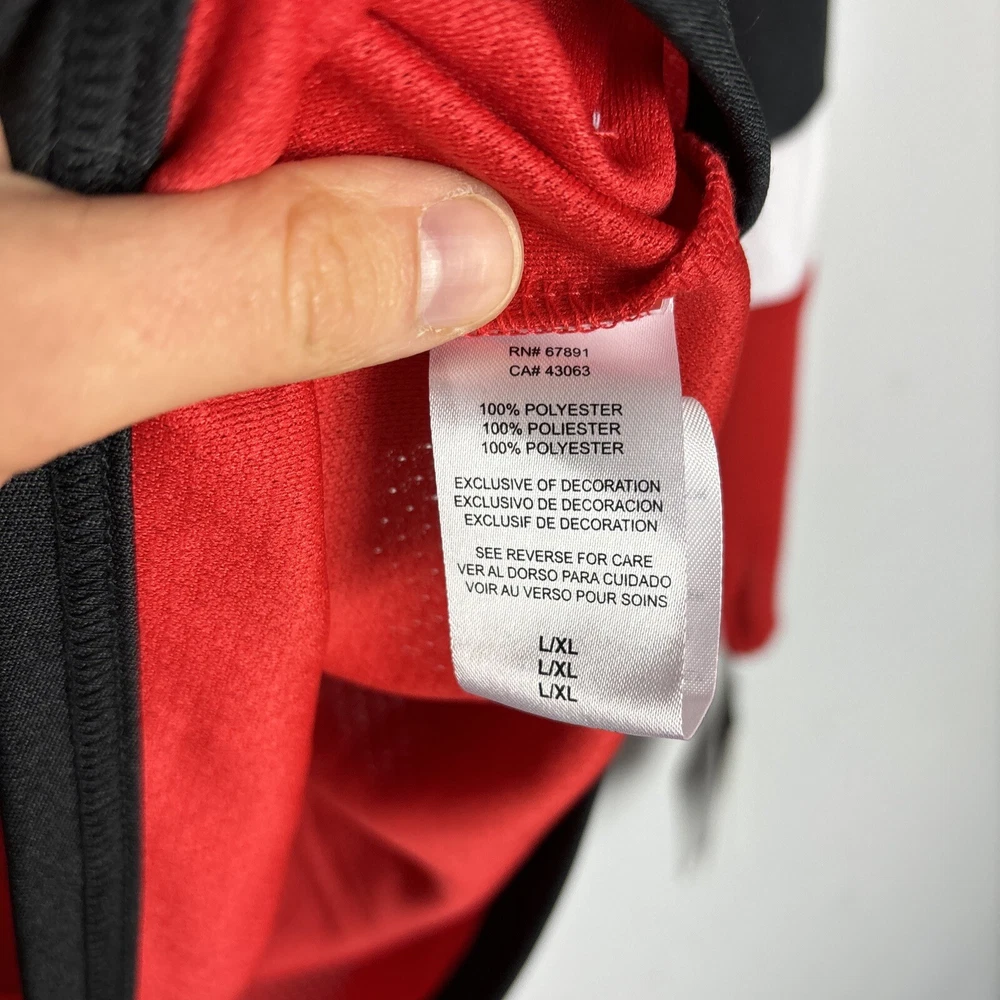 RN# 67891
CA# 43063
100% POLYESTER
100% POLIESTER
100% POLYESTER
EXCLUSIVE OF DECORATION
EXCLUSIVO DE DECORACION
EXCLUSIF DE DECORATION
SEE REVERSE FOR CARE
VER AL DORSO PARA CUIDADO
VOIR AU VERSO POUR SOINS
L/XL
L/XL
L/XL